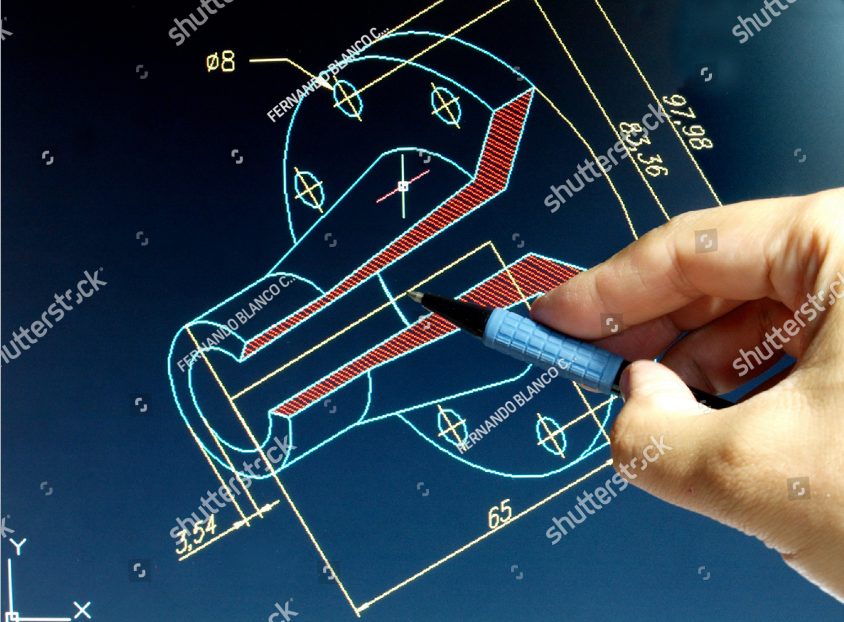 shutterstock
shutterstock
FERNANDO BLANCO C...
ø8
97,98
83,36
shutterstock
shutterstock
FERNANDO BLANCO C...
shutterstock
FERNANDO BLANCO C...
shutterstock
65
shutterstock
3,54
Y
X